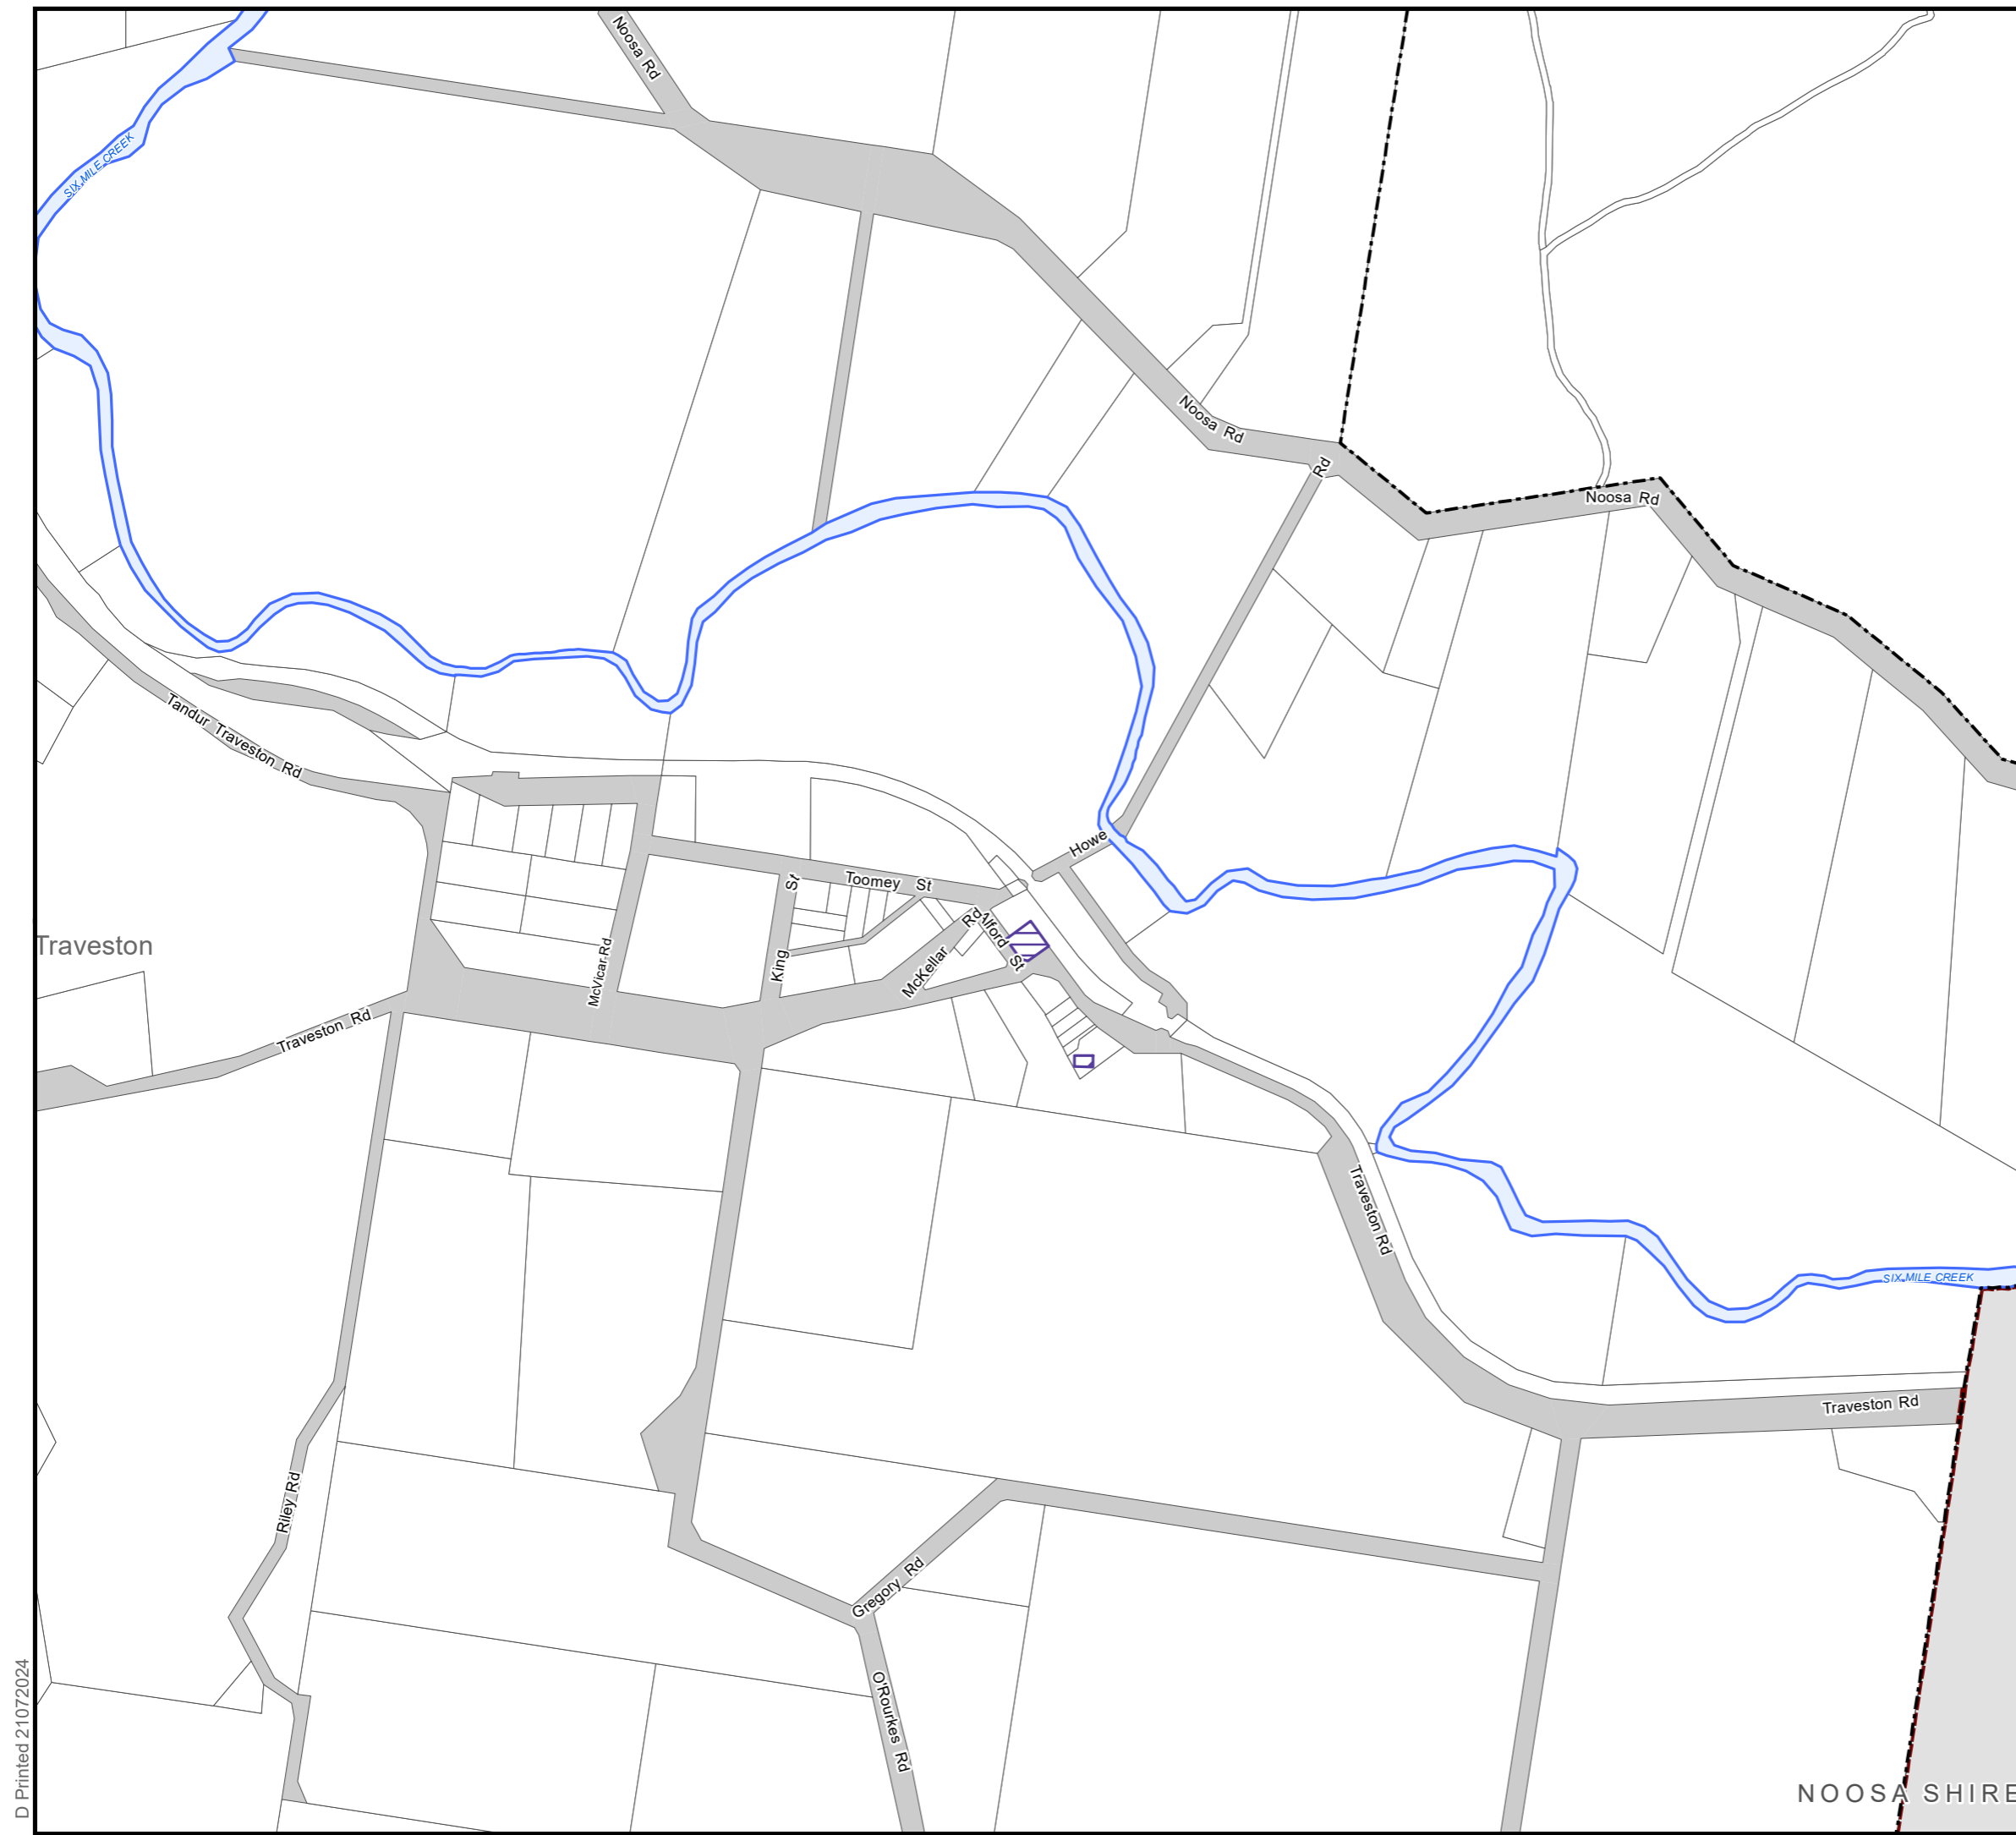 Noosa Rd
SIX MILE CREEK
Noosa Rd
Rd
Noosa Rd
Tandur Traveston Rd
Howe
Toomey St
St
Rd
Alford St
Traveston
McVicar Rd
King
McKellar
Traveston Rd
Traveston Rd
SIX MILE CREEK
Traveston Rd
Riley Rd
Gregory Rd
O'Rourkes Rd
D Printed 21072024
NOOSA SHIRE